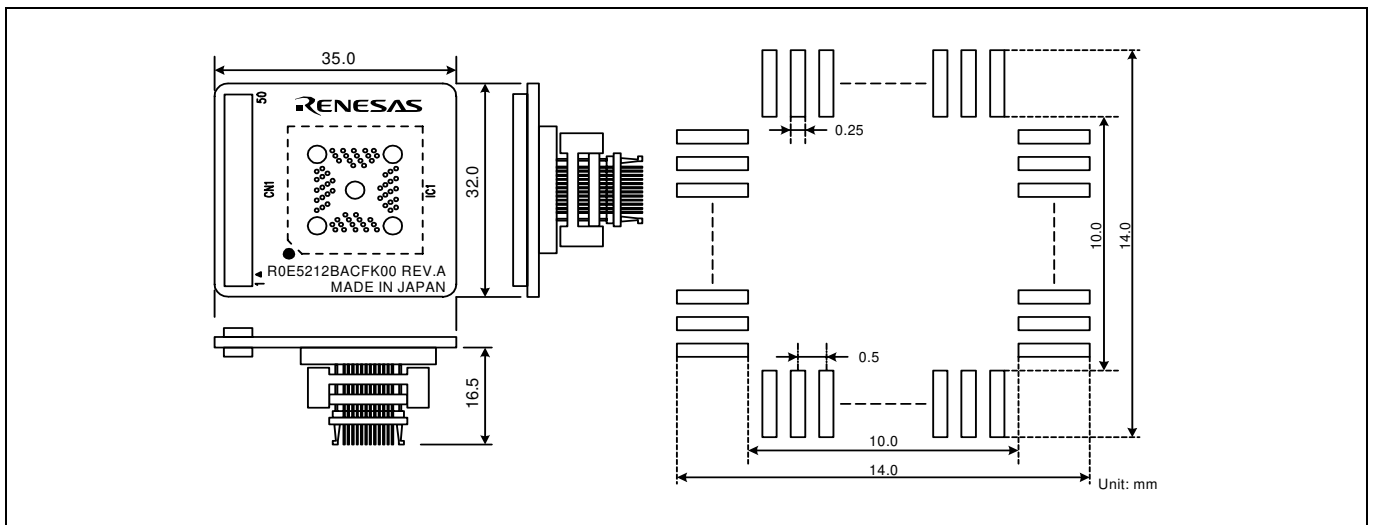 35.0
50
RENESAS
CN1
IC1
32.0
1
R0E5212BACFK00 REV.A
MADE IN JAPAN
16.5
0.25
10.0
14.0
0.5
10.0
14.0
Unit: mm